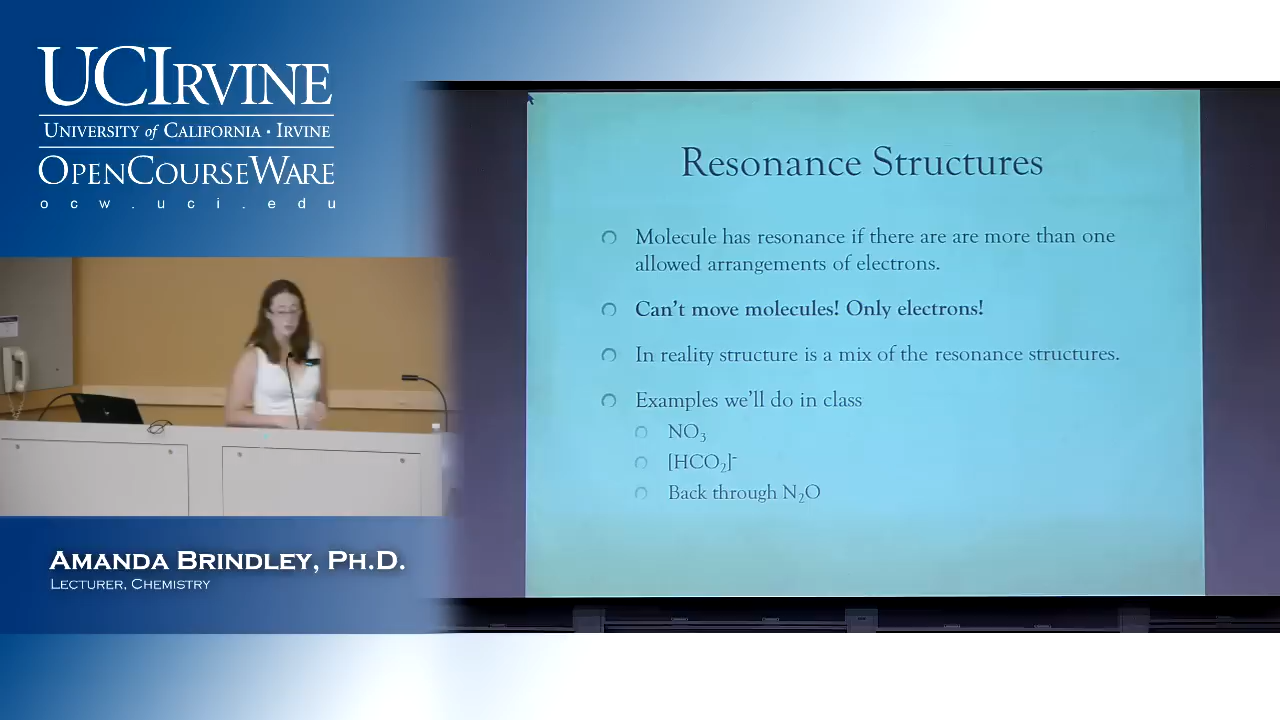 UCIRVINE
UNIVERSITY of CALIFORNIA · IRVINE
OPENCOURSEWARE
ocw.uci.edu
Resonance Structures
Molecule has resonance if there are are more than one
allowed arrangements of electrons.
Can't move molecules! Only electrons!
In reality structure is a mix of the resonance structures.
Examples we'll do in class
NO₃
[HCO₂]⁻
Back through N₂O
AMANDA BRINDLEY, PH.D.
LECTURER, CHEMISTRY